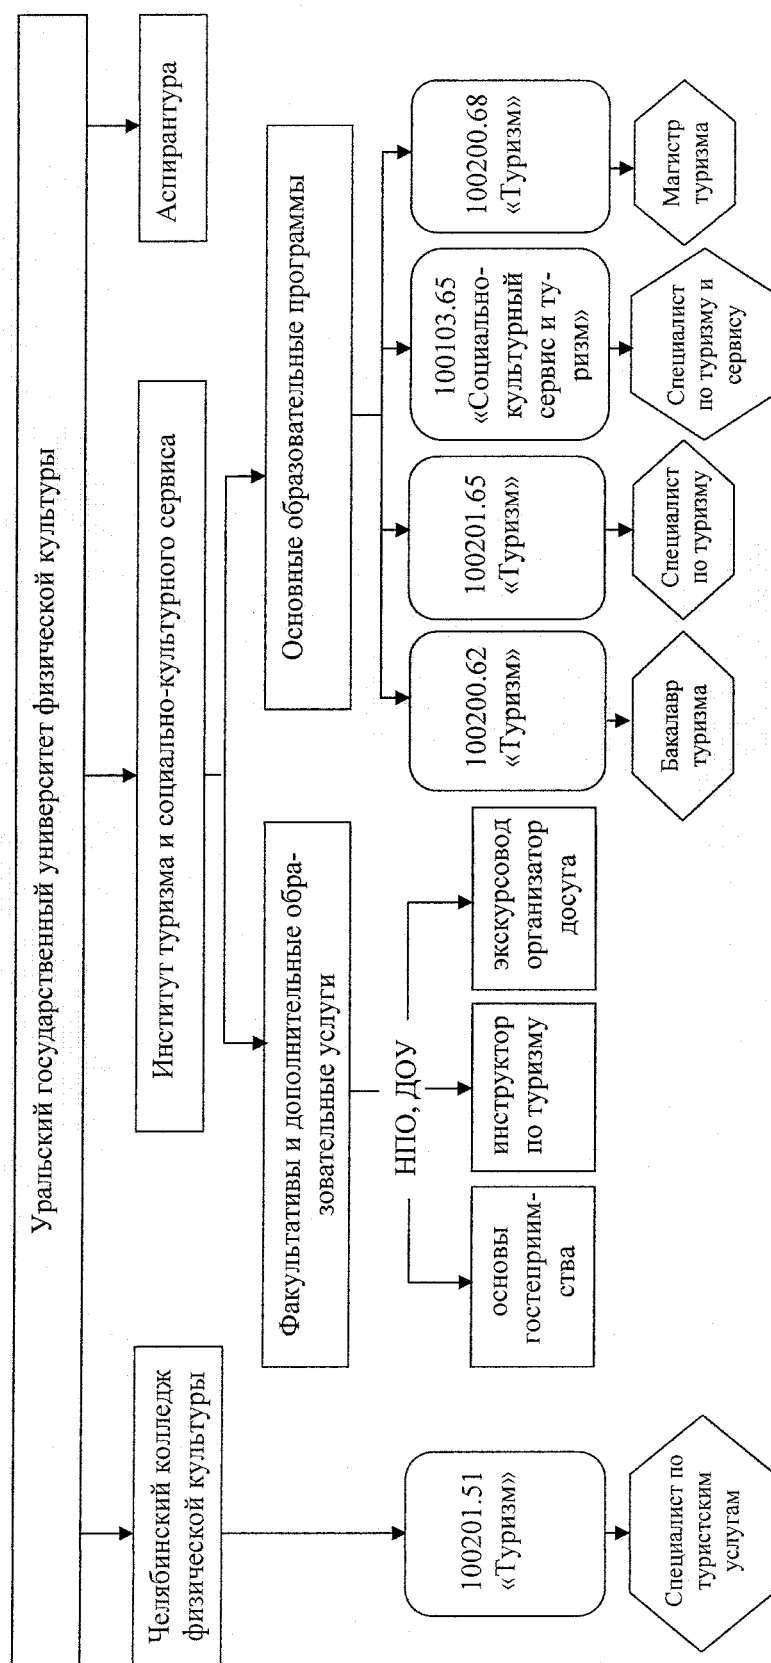 Уральский государственный университет физической культуры
Челябинский колледж
физической культуры
Институт туризма и социально-культурного сервиса
Аспирантура
Факультативы и дополнительные обра-
зовательные услуги
Основные образовательные программы
НПО, ДОУ
100201.51
«Туризм»
основы
гостеприим-
ства
инструктор
по туризму
экскурсовод
организатор
досуга
100200.62
«Туризм»
100201.65
«Туризм»
100103.65
«Социально-
культурный
сервис и ту-
ризм»
100200.68
«Туризм»
Специалист по
туристским
услугам
Бакалавр
туризма
Специалист
по туризму
Специалист
по туризму и
сервису
Магистр
туризма